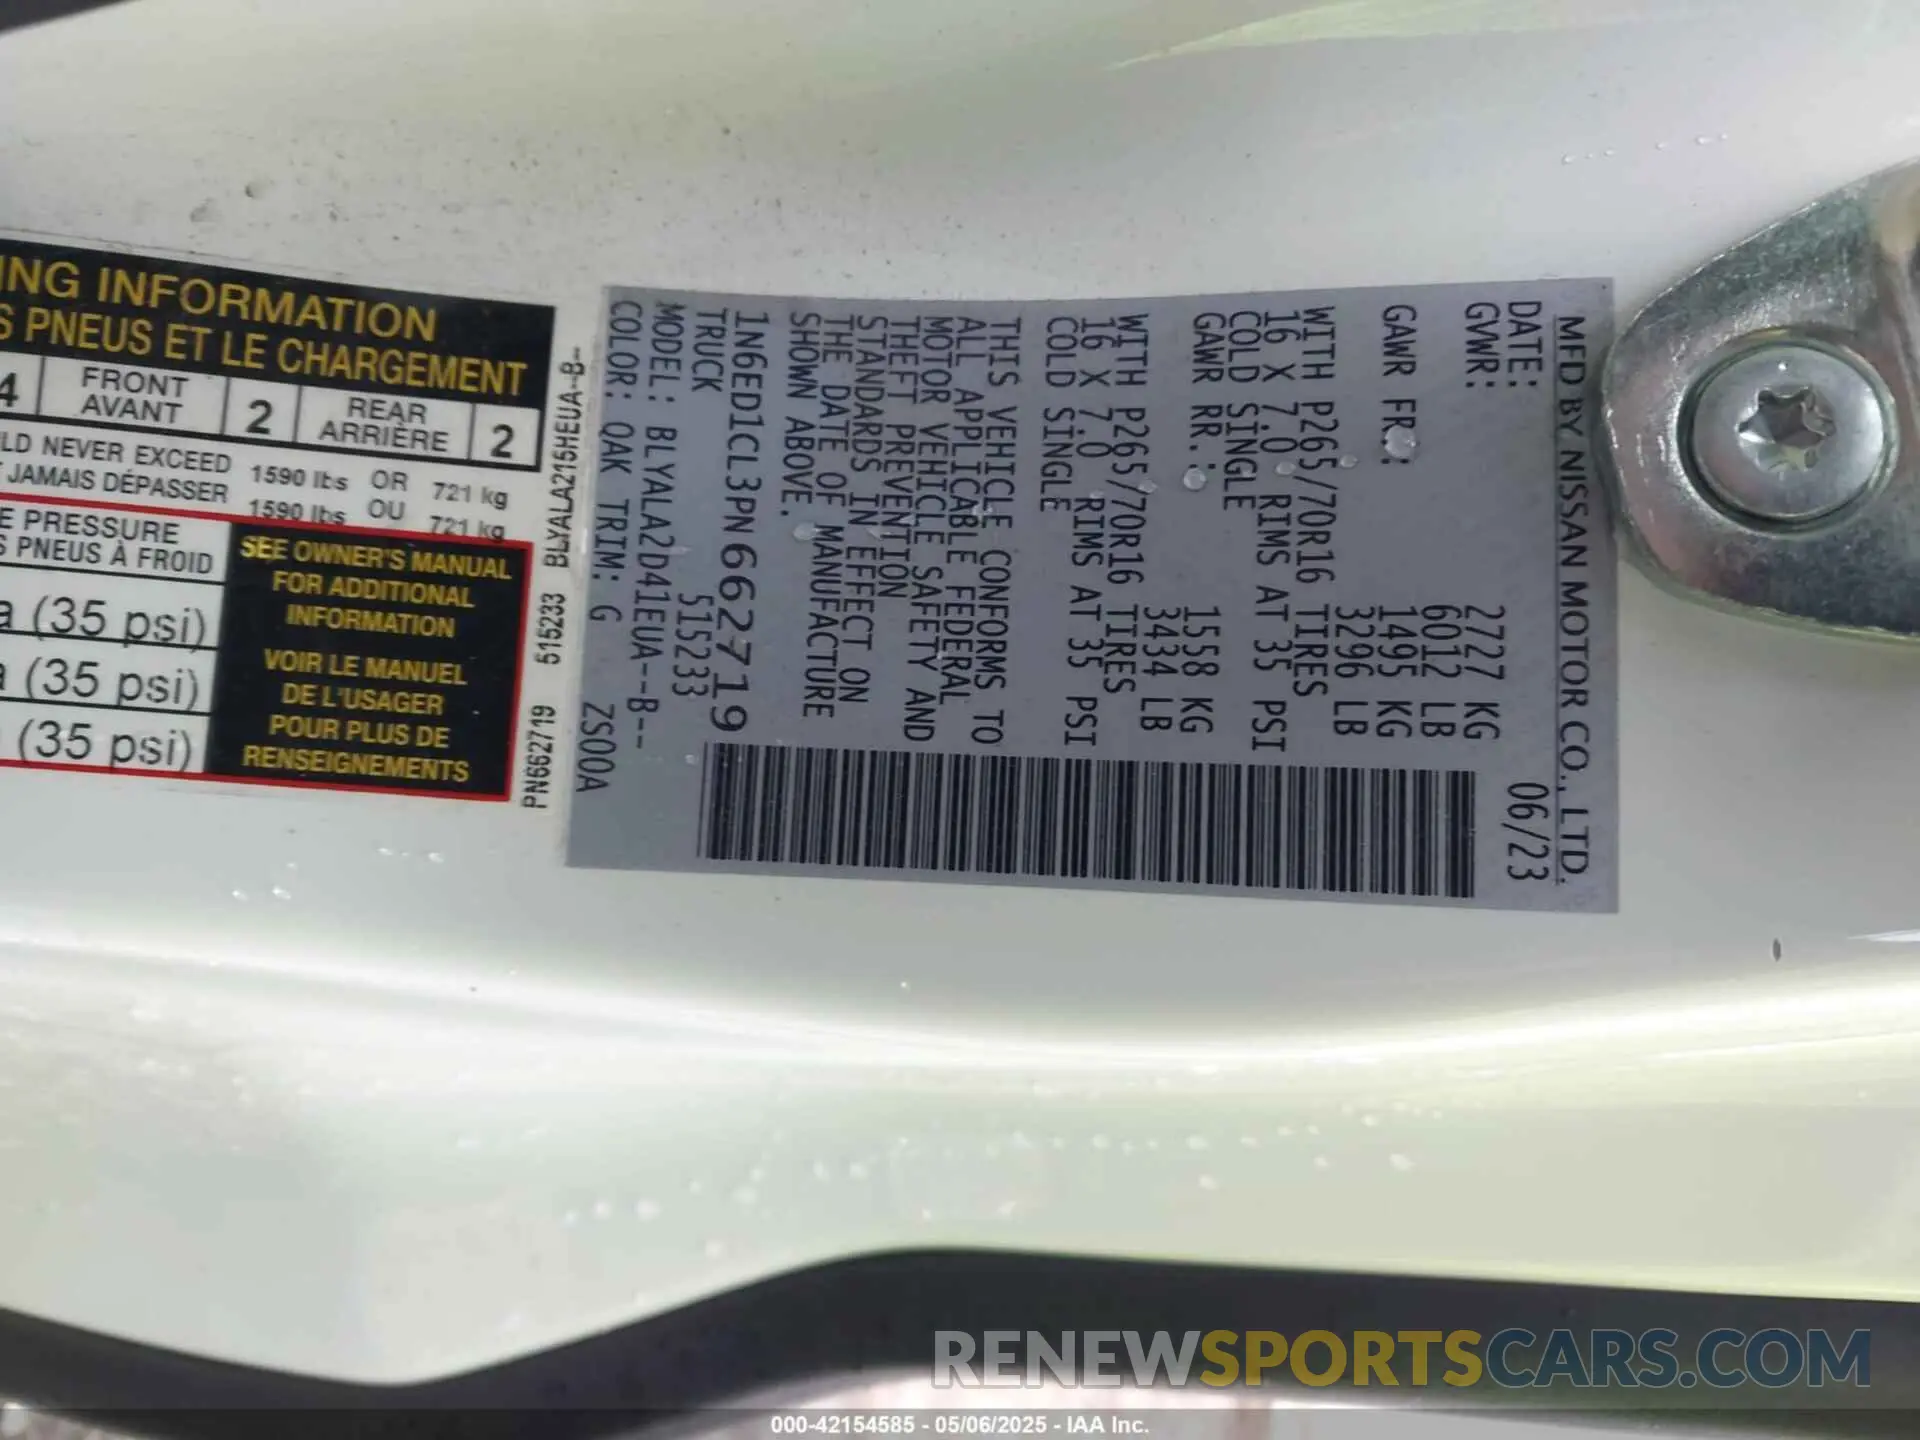 ING INFORMATION
S PNEUS ET LE CHARGEMENT
4 FRONT AVANT 2 REAR ARRIÈRE 2
LD NEVER EXCEED 1590 lbs OR 721 kg
JAMAIS DÉPASSER 1590 lbs OU 721 kg
E PRESSURE
S PNEUS À FROID
a (35 psi)
a (35 psi)
(35 psi)
SEE OWNER'S MANUAL
FOR ADDITIONAL
INFORMATION
VOIR LE MANUEL
DE L'USAGER
POUR PLUS DE
RENSEIGNEMENTS
PN662719 515233 BLYALA215HEUA-B--
MFD BY NISSAN MOTOR CO., LTD.
DATE: 06/23
GVWR: 2727 KG
6012 LB
GAWR FR.: 1495 KG
3296 LB
WITH P265/70R16 TIRES
16 X 7.0 RIMS AT 35 PSI
COLD SINGLE
GAWR RR.: 1558 KG
3434 LB
WITH P265/70R16 TIRES
16 X 7.0 RIMS AT 35 PSI
COLD SINGLE
THIS VEHICLE CONFORMS TO
ALL APPLICABLE FEDERAL
MOTOR VEHICLE SAFETY AND
THEFT PREVENTION
STANDARDS IN EFFECT ON
THE DATE OF MANUFACTURE
SHOWN ABOVE.
1N6ED1CL3PN662719
TRUCK 515233
MODEL: BLYALA2D41EUA--B--
COLOR: QAK TRIM: G ZS00A
RENEWSPORTSCARS.COM
000-42154585 - 05/06/2025 - IAA Inc.